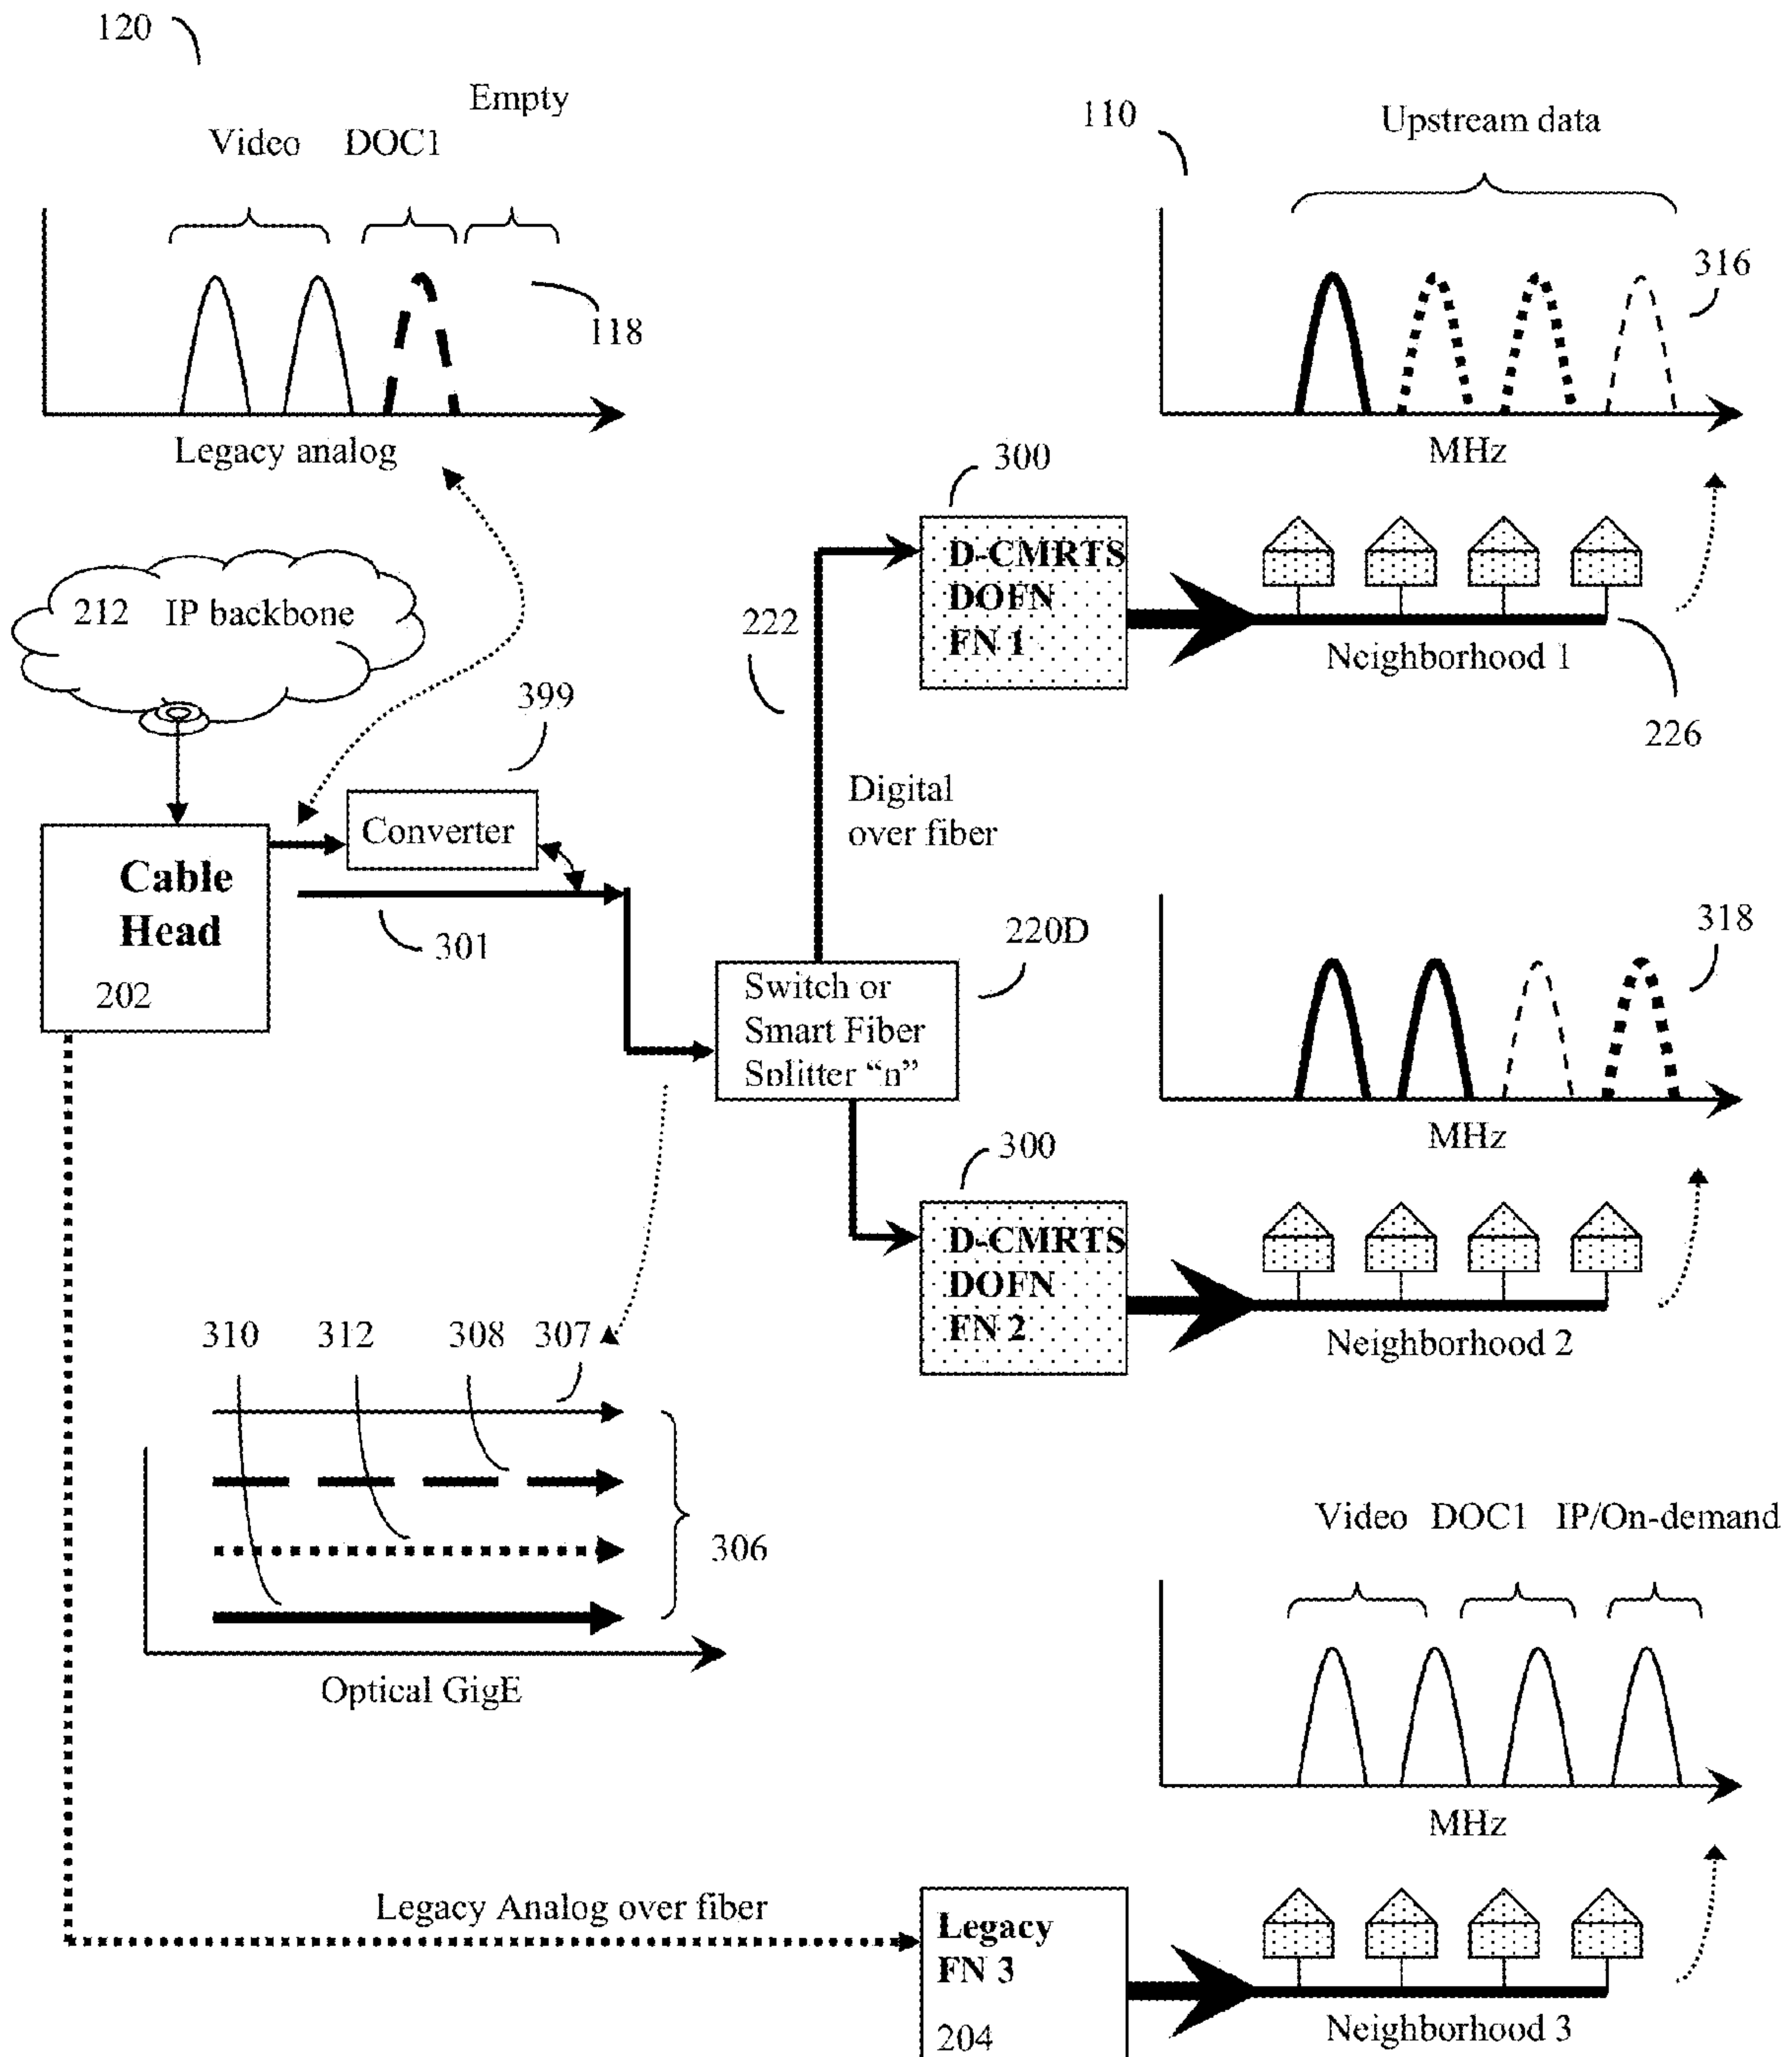 120
Empty
Video DOC1
118
Legacy analog
110
Upstream data
316
MHz
212 IP backbone
300
D-CMRTS
DOFN
FN 1
222
Neighborhood 1
226
399
Converter
Digital
over fiber
Cable
Head
202
301
220D
Switch or
Smart Fiber
Splitter “n”
318
MHz
300
D-CMRTS
DOFN
FN 2
Neighborhood 2
310 312 308 307
306
Optical GigE
Video DOC1 IP/On-demand
MHz
Legacy Analog over fiber
Legacy
FN 3
204
Neighborhood 3